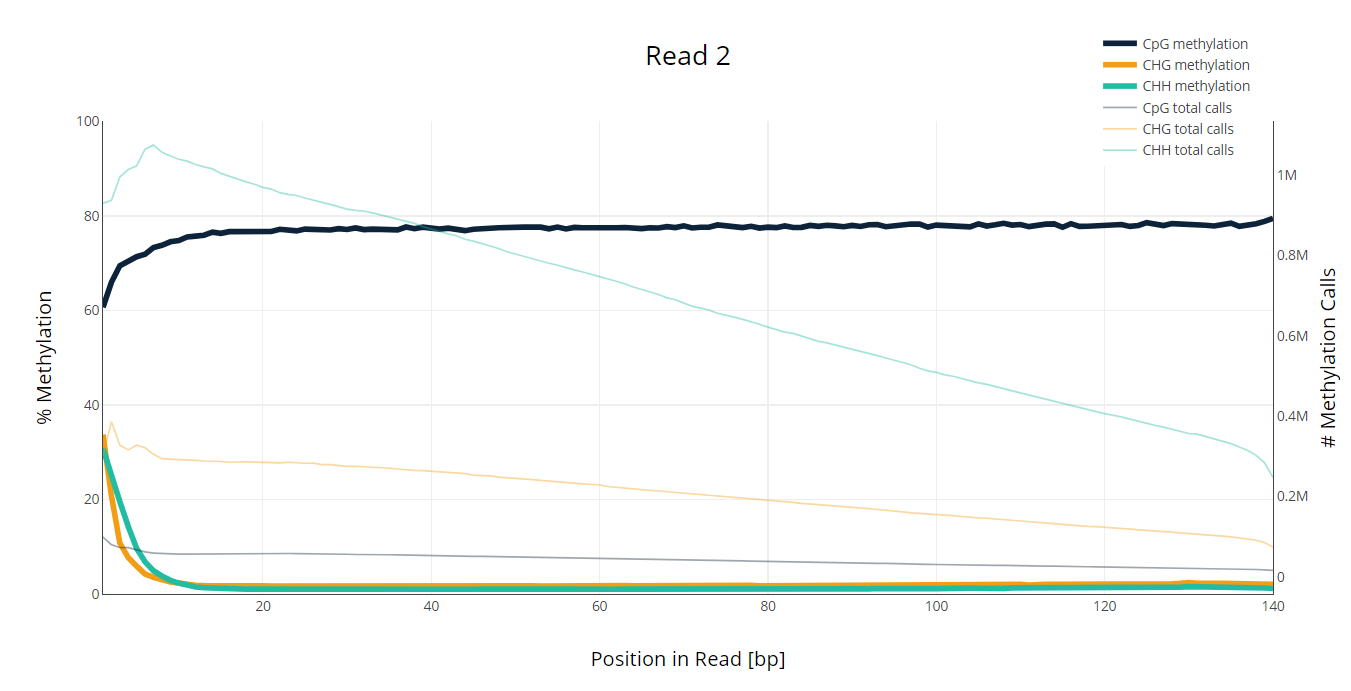 Read 2
CpG methylation
CHG methylation
CHH methylation
CpG total calls
CHG total calls
CHH total calls
100
80
60
40
20
0
% Methylation
1M
0.8M
0.6M
0.4M
0.2M
0
# Methylation Calls
20 40 60 80 100 120 140
Position in Read [bp]